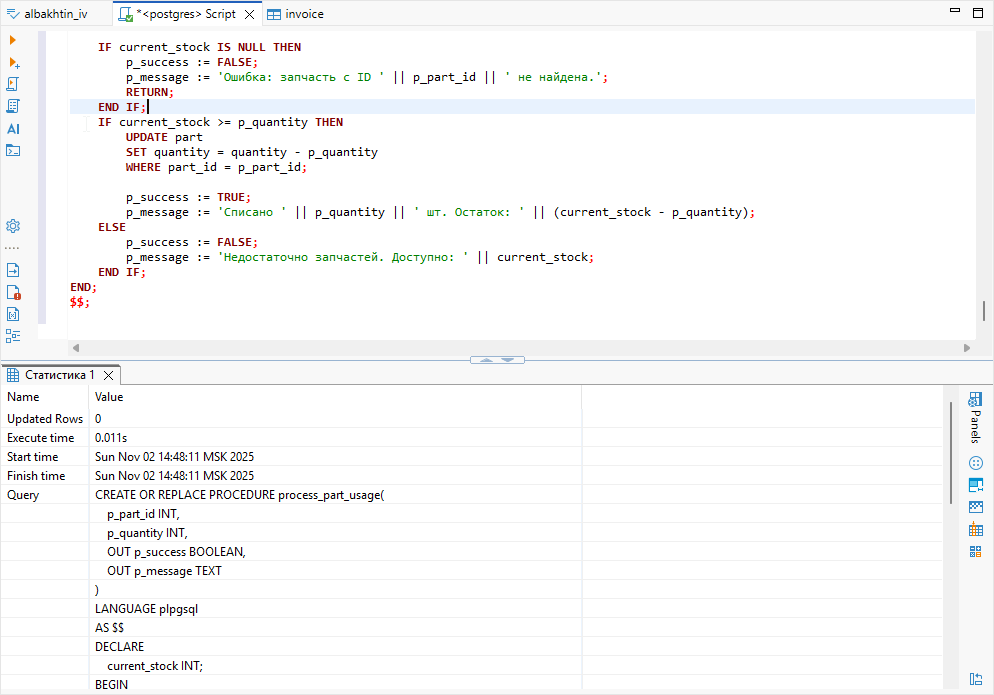 albakhtin_iv
*<postgres> Script
invoice
IF current_stock IS NULL THEN
p_success := FALSE;
p_message := 'Ошибка: запчасть с ID ' || p_part_id || ' не найдена.';
RETURN;
END IF;
IF current_stock >= p_quantity THEN
UPDATE part
SET quantity = quantity - p_quantity
WHERE part_id = p_part_id;
p_success := TRUE;
p_message := 'Списано ' || p_quantity || ' шт. Остаток: ' || (current_stock - p_quantity);
ELSE
p_success := FALSE;
p_message := 'Недостаточно запчастей. Доступно: ' || current_stock;
END IF;
END;
$$;
AI
Статистика 1
Name Value
Updated Rows 0
Execute time 0.011s
Start time Sun Nov 02 14:48:11 MSK 2025
Finish time Sun Nov 02 14:48:11 MSK 2025
Query CREATE OR REPLACE PROCEDURE process_part_usage(
p_part_id INT,
p_quantity INT,
OUT p_success BOOLEAN,
OUT p_message TEXT
)
LANGUAGE plpgsql
AS $$
DECLARE
current_stock INT;
BEGIN
Panels